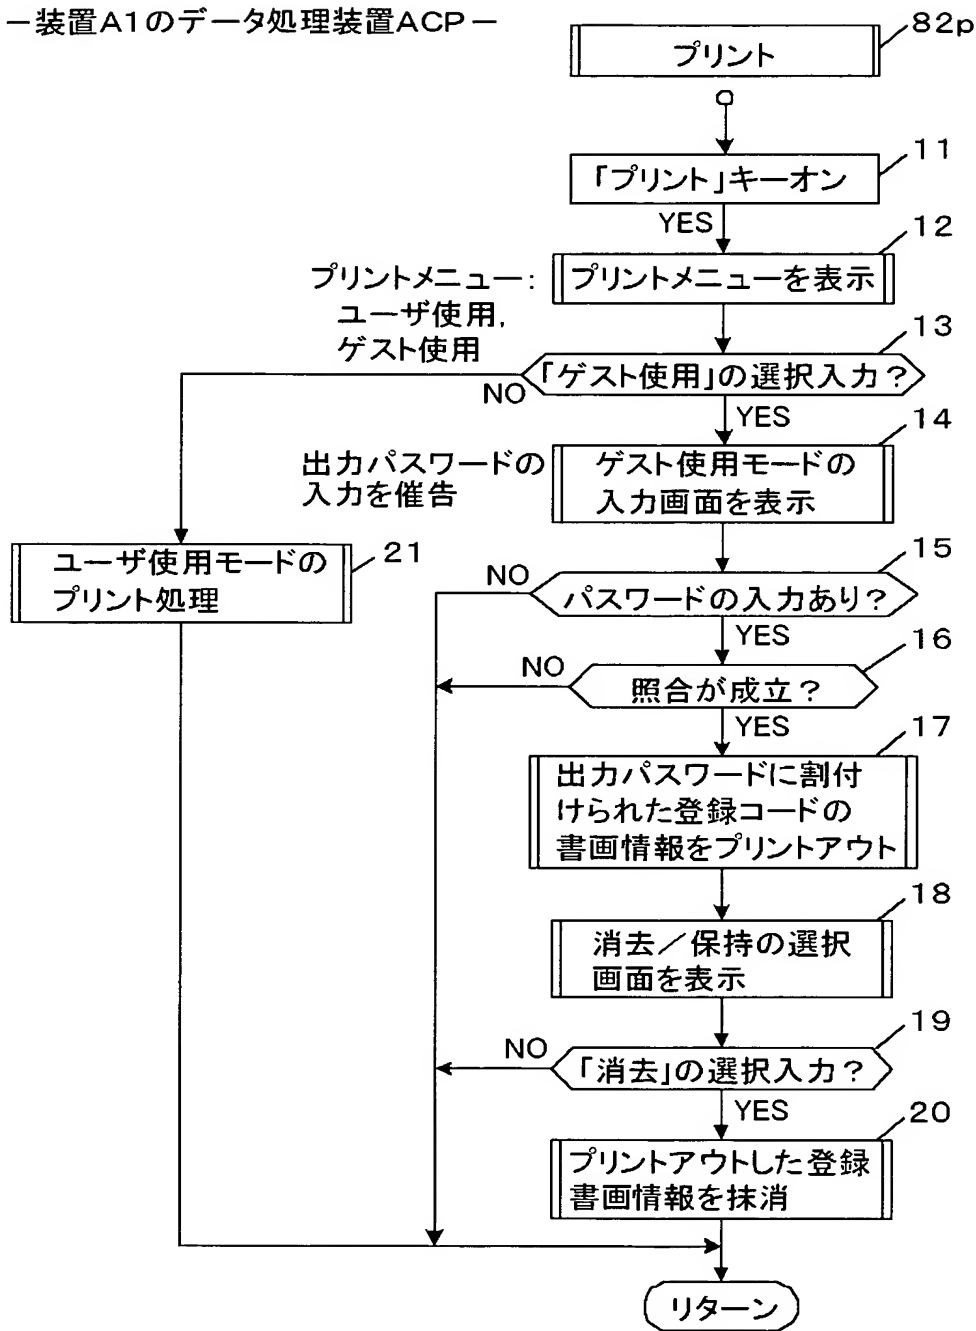 －装置A1のデータ処理装置ACP－
82p
プリント
11
「プリント」キーオン
YES
12
プリントメニューを表示
プリントメニュー：
ユーザ使用，
ゲスト使用
13
「ゲスト使用」の選択入力？
NO
YES
14
出力パスワードの
入力を催告
ゲスト使用モードの
入力画面を表示
21
ユーザ使用モードの
プリント処理
15
NO
パスワードの入力あり？
YES
16
NO
照合が成立？
YES
17
出力パスワードに割付
けられた登録コードの
書画情報をプリントアウト
18
消去／保持の選択
画面を表示
19
NO
「消去」の選択入力？
YES
20
プリントアウトした登録
書画情報を抹消
リターン